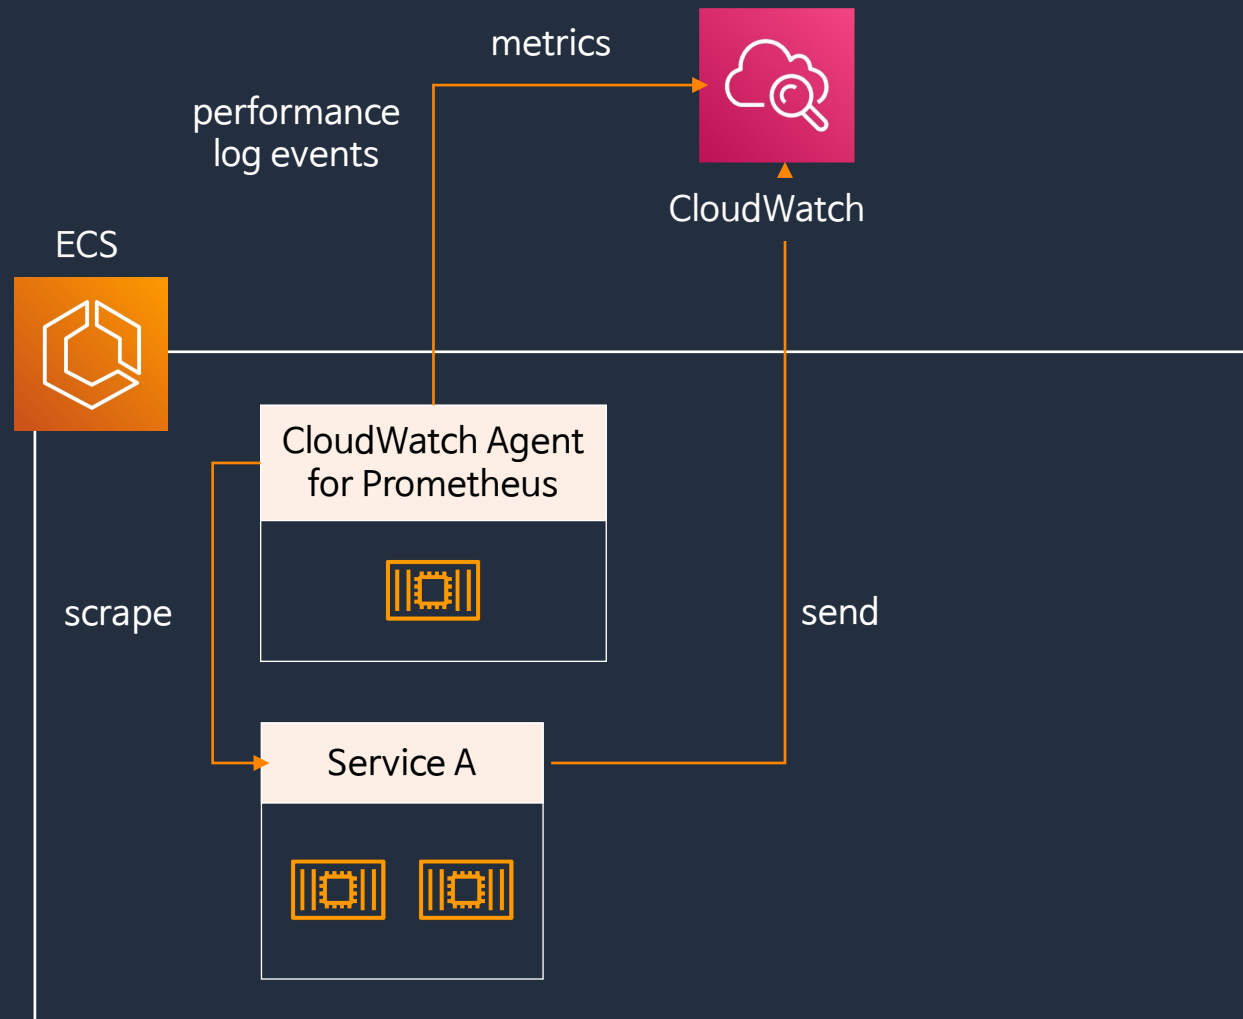 metrics
performance
log events
CloudWatch
ECS
CloudWatch Agent
for Prometheus
scrape
send
Service A